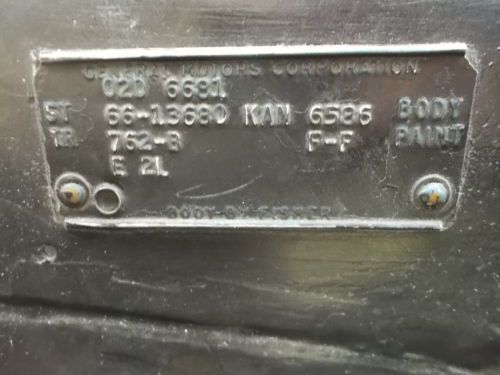 GENERAL MOTORS CORPORATION
02D 6681
ST 66-13680 KAN 6586 BODY
TR 762-B F-F PAINT
E 2L
BODY BY FISHER